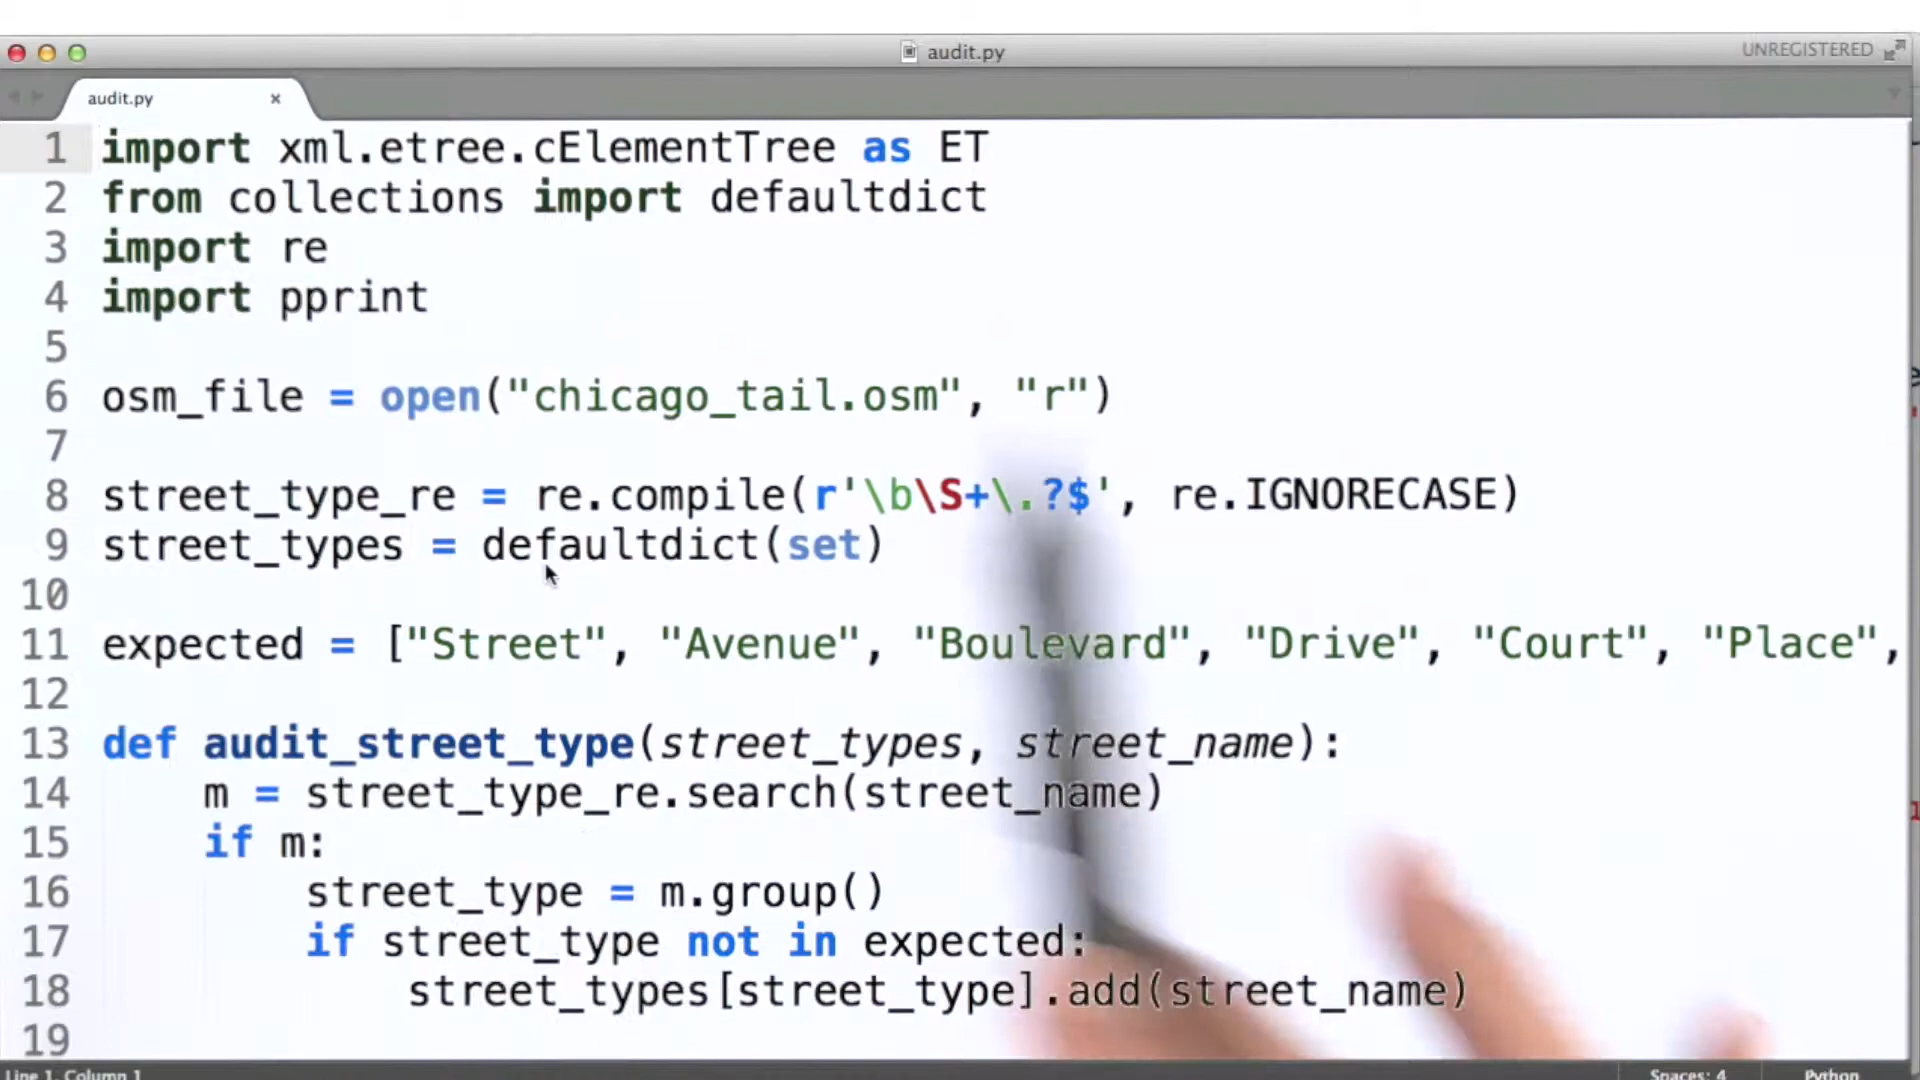 audit.py
UNREGISTERED
audit.py
1 import xml.etree.cElementTree as ET
2 from collections import defaultdict
3 import re
4 import pprint
5
6 osm_file = open("chicago_tail.osm", "r")
7
8 street_type_re = re.compile(r'\b\S+\.?$', re.IGNORECASE)
9 street_types = defaultdict(set)
10
11 expected = ["Street", "Avenue", "Boulevard", "Drive", "Court", "Place",
12
13 def audit_street_type(street_types, street_name):
14 m = street_type_re.search(street_name)
15 if m:
16 street_type = m.group()
17 if street_type not in expected:
18 street_types[street_type].add(street_name)
19
Line 1, Column 1
Spaces: 4
Python